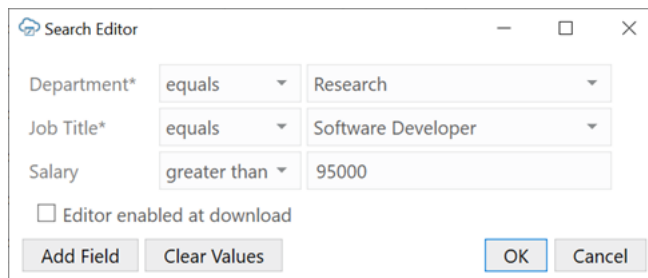 Search Editor
Department* equals Research
Job Title* equals Software Developer
Salary greater than 95000
Editor enabled at download
Add Field Clear Values OK Cancel